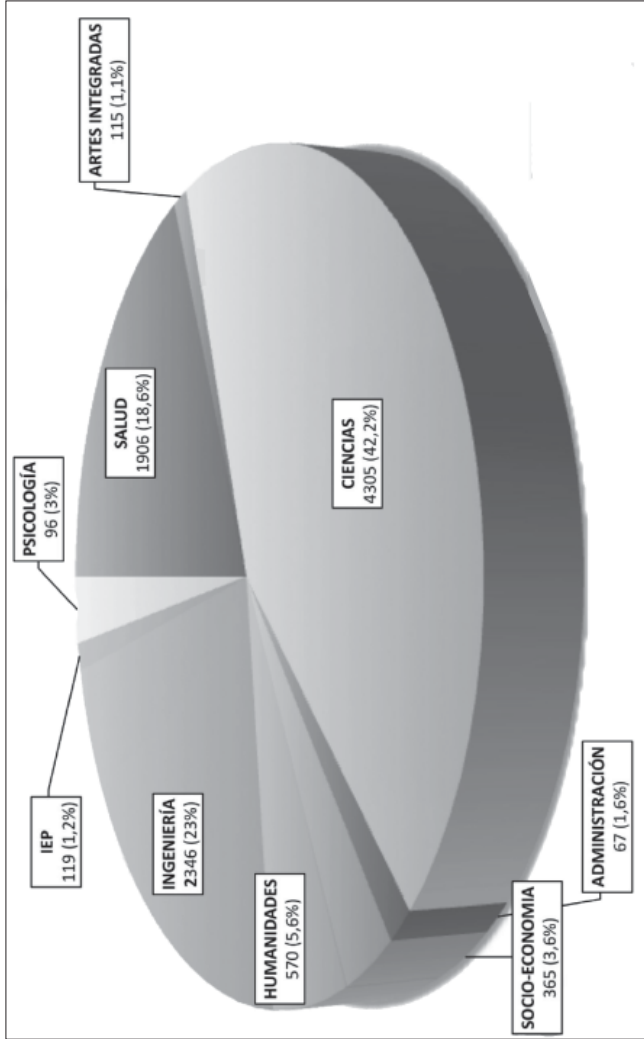 PSICOLOGÍA
96 (3%)
IEP
119 (1,2%)
ARTES INTEGRADAS
115 (1,1%)
SALUD
1906 (18,6%)
INGENIERÍA
2346 (23%)
HUMANIDADES
570 (5,6%)
CIENCIAS
4305 (42,2%)
SOCIO-ECONOMIA
365 (3,6%)
ADMINISTRACIÓN
67 (1,6%)